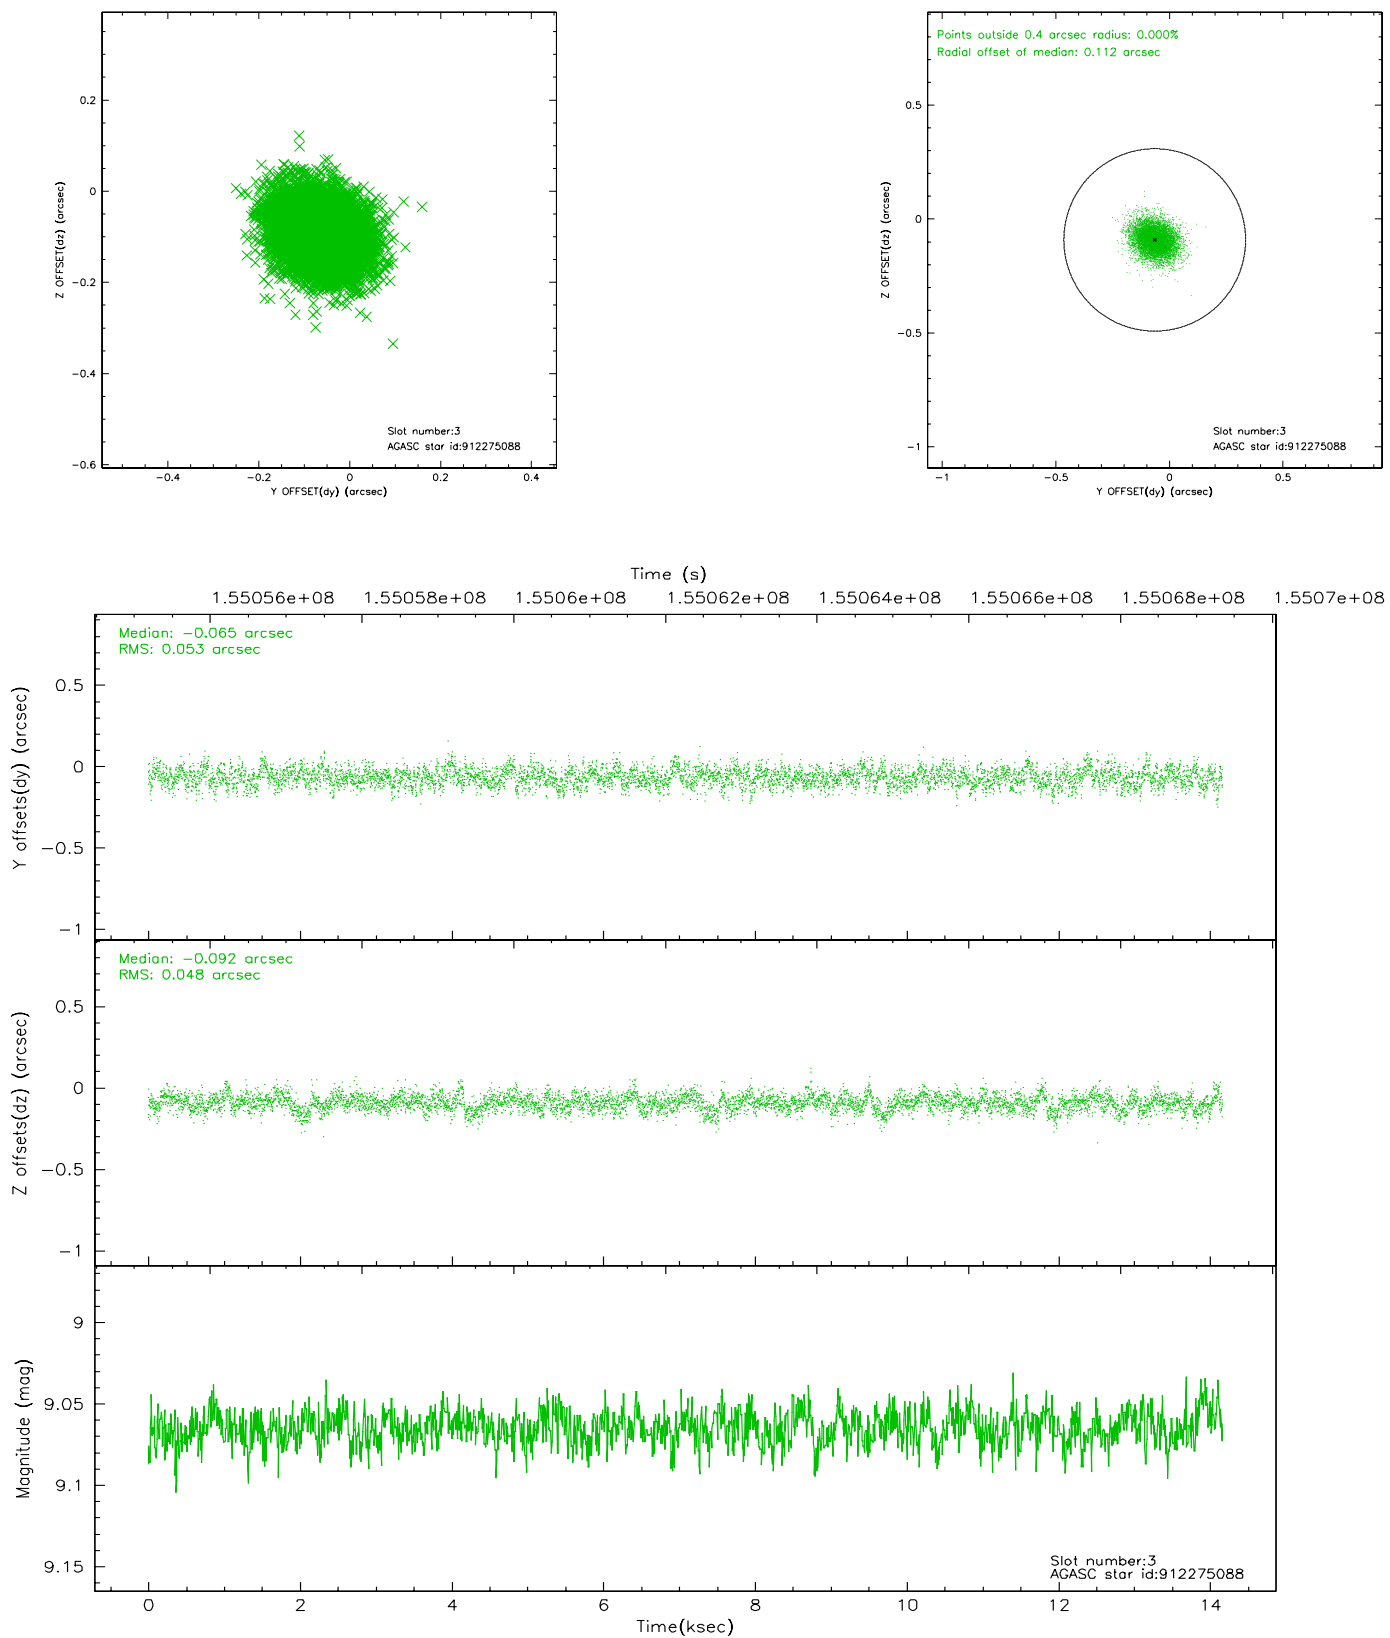 0.2
0
−0.2
−0.4
−0.6
Z OFFSET(dz) (arcsec)
−0.4
−0.2
0
0.2
0.4
Y OFFSET(dy) (arcsec)
Slot number:3
AGASC star id:912275088
Points outside 0.4 arcsec radius: 0.000%
Radial offset of median: 0.112 arcsec
0.5
0
−0.5
−1
Z OFFSET(dz) (arcsec)
−1
−0.5
0
0.5
Y OFFSET(dy) (arcsec)
Slot number:3
AGASC star id:912275088
Time (s)
1.55056e+08
1.55058e+08
1.5506e+08
1.55062e+08
1.55064e+08
1.55066e+08
1.55068e+08
1.5507e+08
Median: −0.065 arcsec
RMS: 0.053 arcsec
0.5
0
−0.5
−1
Y offsets(dy) (arcsec)
Median: −0.092 arcsec
RMS: 0.048 arcsec
0.5
0
−0.5
−1
Z offsets(dz) (arcsec)
9
9.05
9.1
9.15
Magnitude (mag)
Slot number:3
AGASC star id:912275088
0
2
4
6
8
10
12
14
Time(ksec)